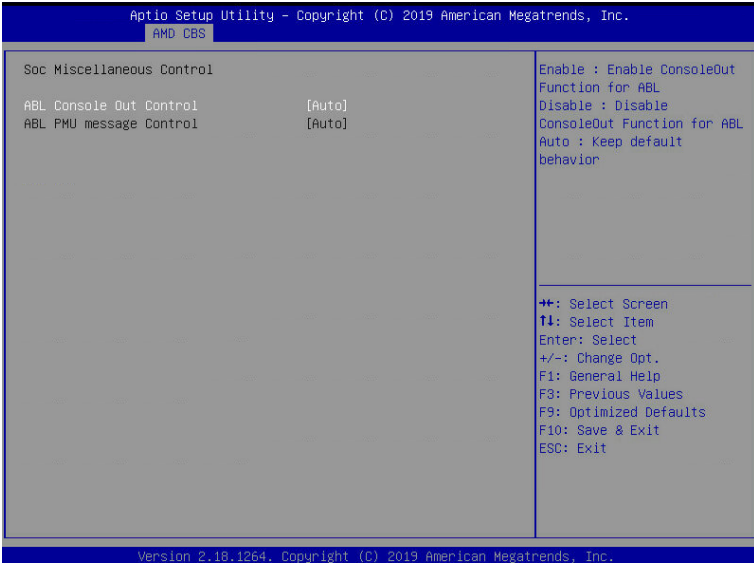 Aptio Setup Utility – Copyright (C) 2019 American Megatrends, Inc.
AMD CBS
Soc Miscellaneous Control
ABL Console Out Control [Auto]
ABL PMU message Control [Auto]
Enable : Enable ConsoleOut
Function for ABL
Disable : Disable
ConsoleOut Function for ABL
Auto : Keep default
behavior
→←: Select Screen
↑↓: Select Item
Enter: Select
+/-: Change Opt.
F1: General Help
F3: Previous Values
F9: Optimized Defaults
F10: Save & Exit
ESC: Exit
Version 2.18.1264. Copyright (C) 2019 American Megatrends, Inc.